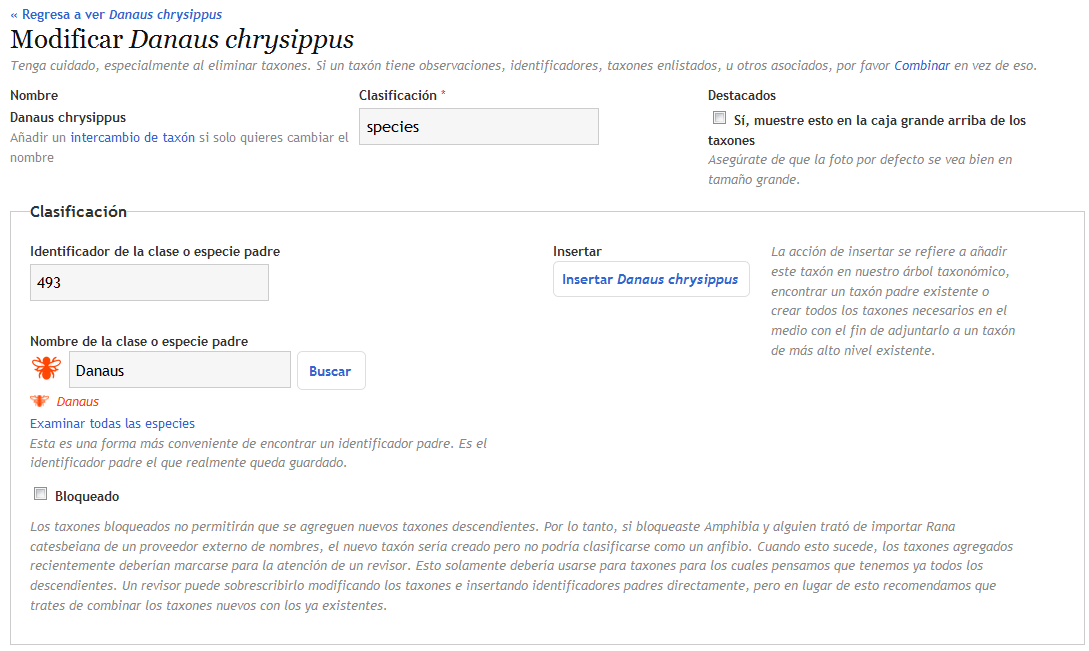 « Regresa a ver Danaus chrysippus
Modificar Danaus chrysippus
Tenga cuidado, especialmente al eliminar taxones. Si un taxón tiene observaciones, identificadores, taxones enlistados, u otros asociados, por favor Combinar en vez de eso.
Nombre
Danaus chrysippus
Añadir un intercambio de taxón si solo quieres cambiar el
nombre
Clasificación *
species
Destacados
Sí, muestre esto en la caja grande arriba de los
taxones
Asegúrate de que la foto por defecto se vea bien en
tamaño grande.
Clasificación
Identificador de la clase o especie padre
493
Insertar
Insertar Danaus chrysippus
La acción de insertar se refiere a añadir
este taxón en nuestro árbol taxonómico,
encontrar un taxón padre existente o
crear todos los taxones necesarios en el
medio con el fin de adjuntarlo a un taxón
de más alto nivel existente.
Nombre de la clase o especie padre
Danaus
Buscar
Danaus
Examinar todas las especies
Esta es una forma más conveniente de encontrar un identificador padre. Es el
identificador padre el que realmente queda guardado.
Bloqueado
Los taxones bloqueados no permitirán que se agreguen nuevos taxones descendientes. Por lo tanto, si bloqueaste Amphibia y alguien trató de importar Rana
catesbeiana de un proveedor externo de nombres, el nuevo taxón seria creado pero no podría clasificarse como un anfibio. Cuando esto sucede, los taxones agregados
recientemente deberían marcarse para la atención de un revisor. Esto solamente debería usarse para taxones para los cuales pensamos que tenemos ya todos los
descendientes. Un revisor puede sobrescribirlo modificando los taxones e insertando identificadores padres directamente, pero en lugar de esto recomendamos que
trates de combinar los taxones nuevos con los ya existentes.